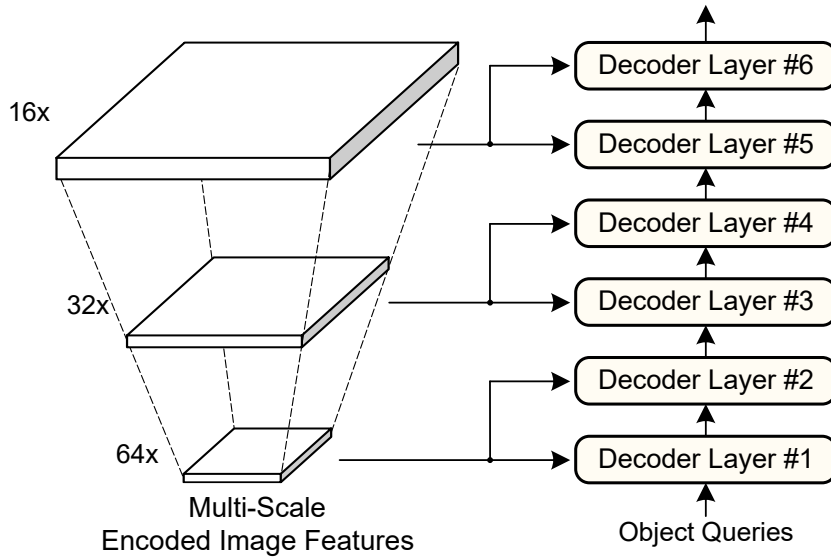 Decoder Layer #6
16x
Decoder Layer #5
Decoder Layer #4
32x
Decoder Layer #3
Decoder Layer #2
64x
Decoder Layer #1
Multi-Scale
Encoded Image Features
Object Queries